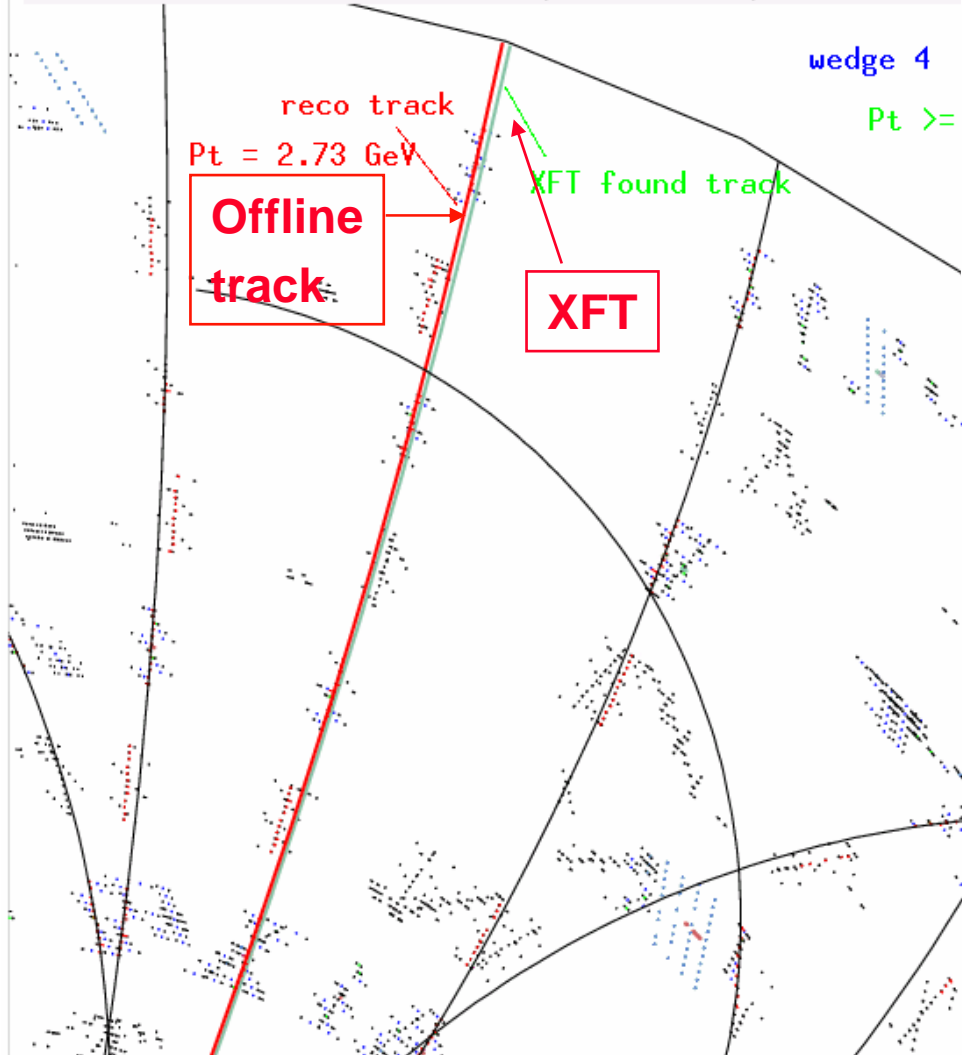 wedge 4
reco track
Pt >=
Pt = 2.73 GeV
XFT found track
Offline
track
XFT